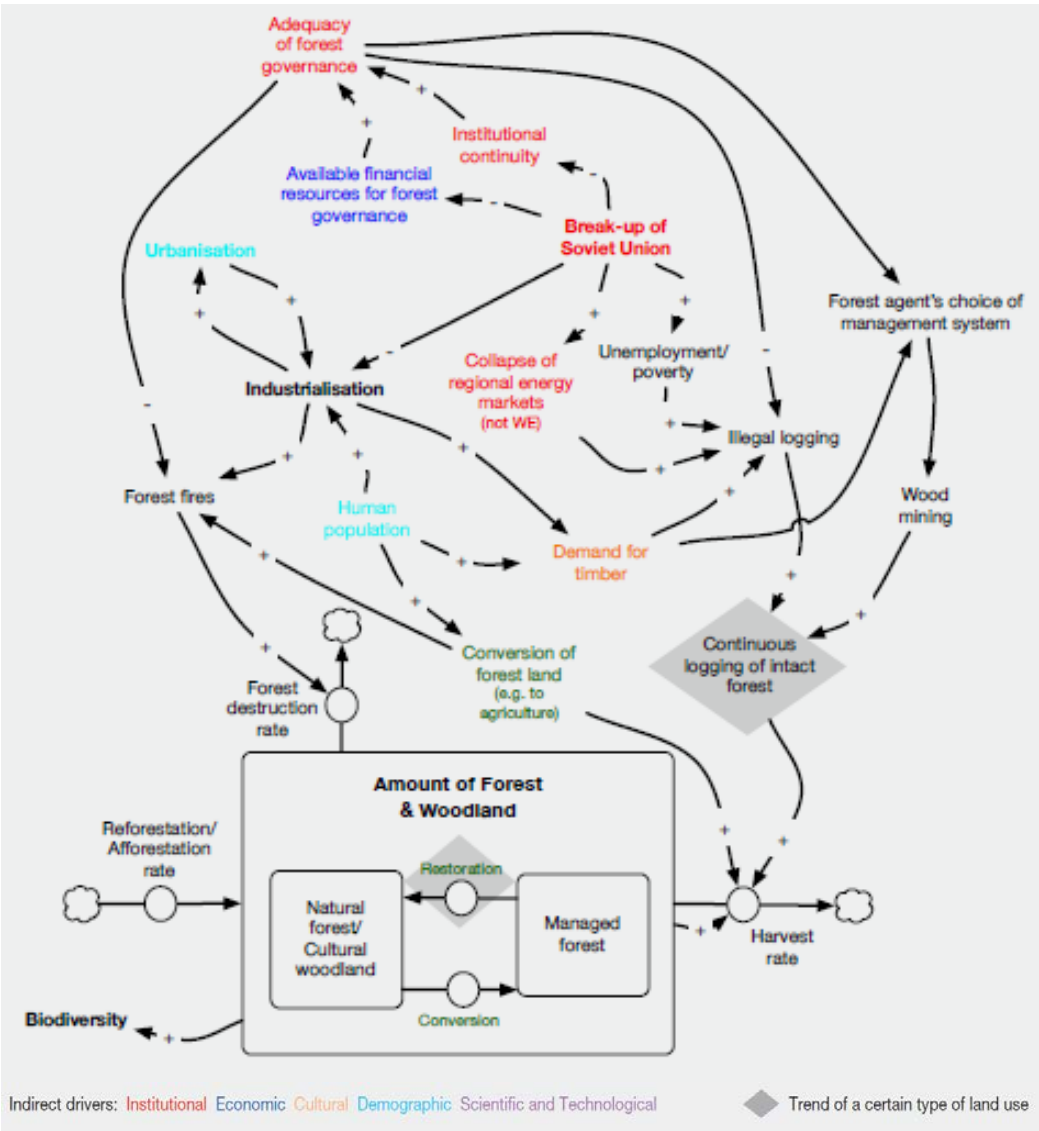 Adequacy
of forest
governance
+
+
Institutional
continuity
Available financial
resources for forest
governance
-
-
Break-up of
Soviet Union
Urbanisation
+
+
+
+
Forest agent's choice of
management system
-
-
Unemployment/
poverty
Collapse of
regional energy
markets
(not WE)
Industrialisation
-
+
Illegal logging
+
+
+
+
+
Forest fires
Human
population
Wood
mining
Demand for
timber
+
+
+
+
+
+
Continuous
logging of intact
forest
Conversion of
forest land
(e.g. to
agriculture)
Forest
destruction
rate
Amount of Forest
& Woodland
Reforestation/
Afforestation
rate
+
+
Restoration
Natural
forest/
Cultural
woodland
Managed
forest
+
Harvest
rate
Conversion
Biodiversity
+
Indirect drivers: Institutional Economic Cultural Demographic Scientific and Technological
Trend of a certain type of land use